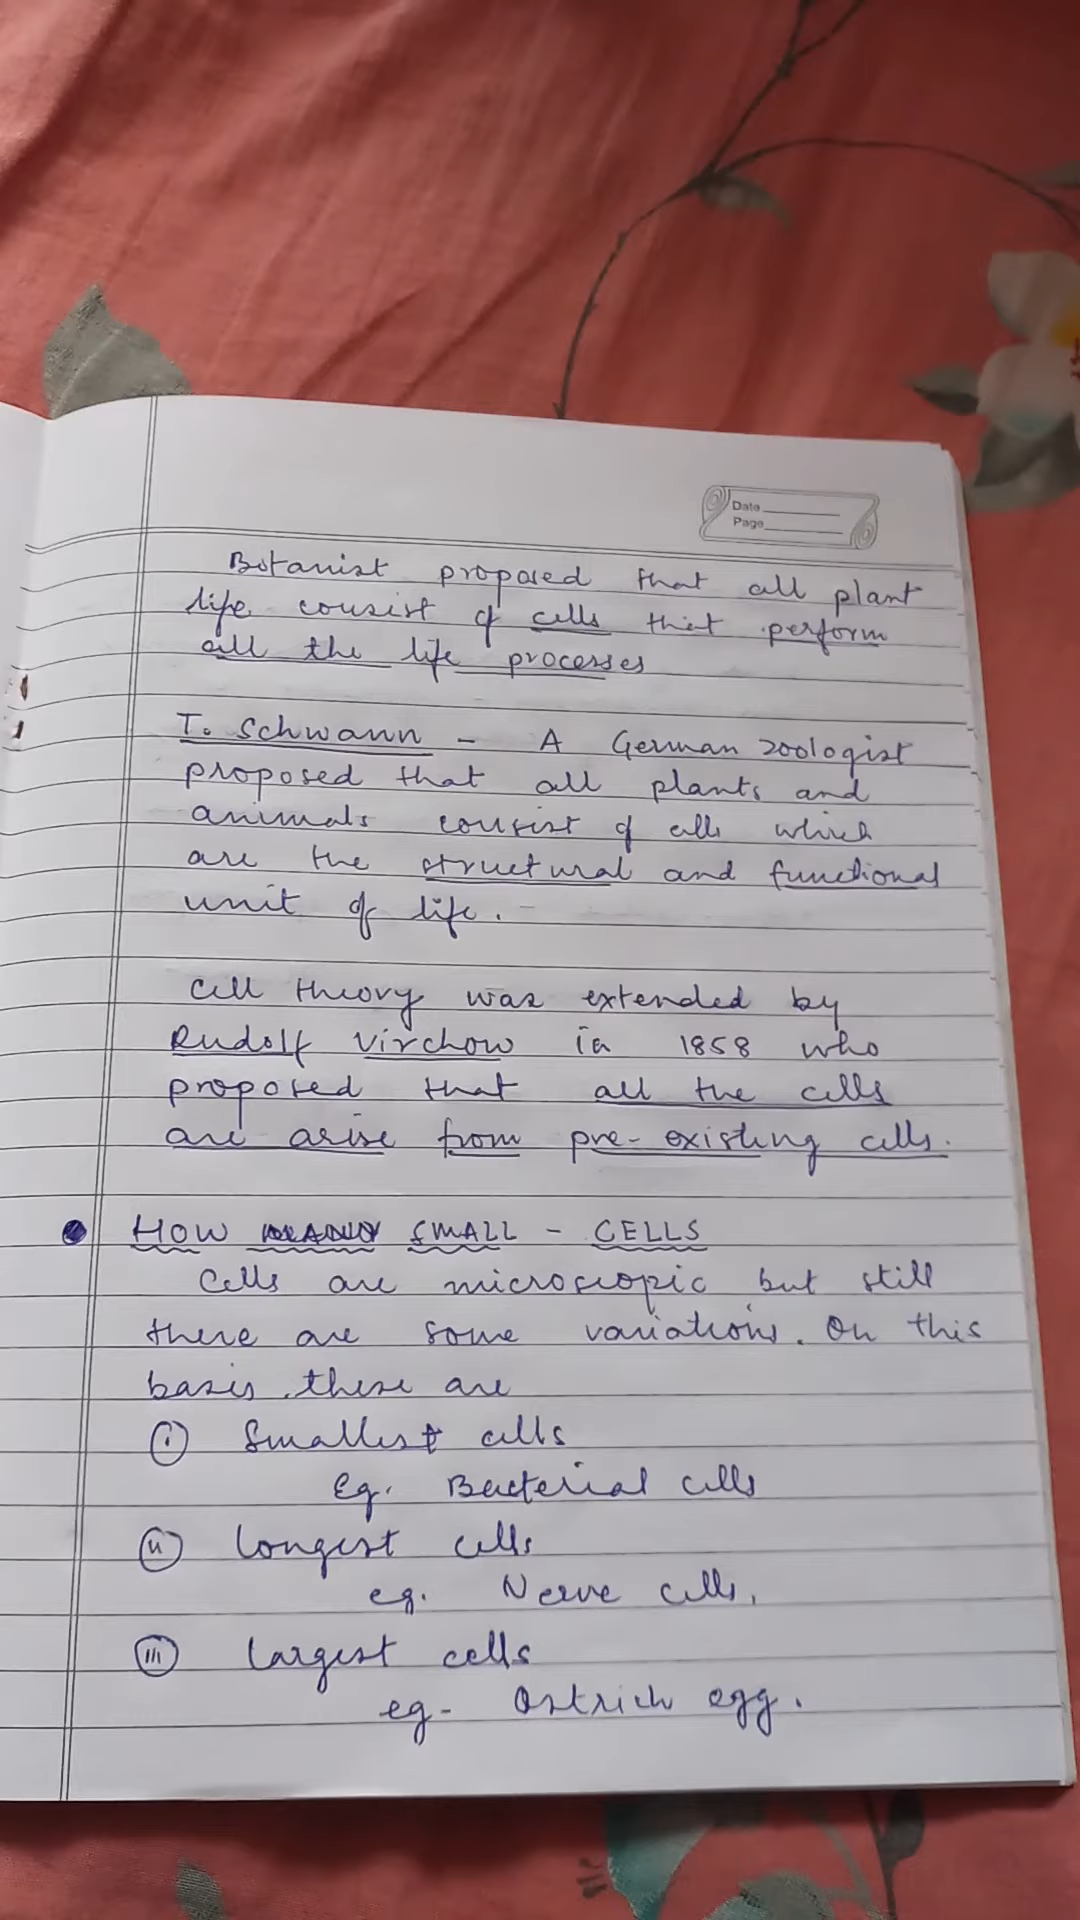 Date
Page
Botanist proposed that all plant
life consist of cells that perform
all the life processes
T. Schwann - A German zoologist
proposed that all plants and
animals consist of cells which
are the structural and functional
unit of life.
Cell theory was extended by
Rudolf Virchow in 1858 who
proposed that all the cells
are arise from pre-existing cells.
HOW SMALL - CELLS
Cells are microscopic but still
there are some variations. On this
basis these are
(i) Smallest cells
Eg. Bacterial cells
(ii) Longest cells
eg. Nerve cells.
(iii) largest cells
eg- Ostrich egg.